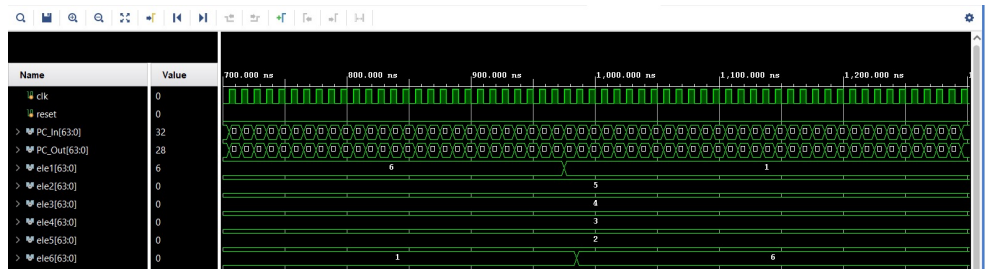 Name Value 700.000 ns 800.000 ns 900.000 ns 1,000.000 ns 1,100.000 ns 1,200.000 ns
clk 0
reset 0
PC_In[63:0] 32
PC_Out[63:0] 28
ele1[63:0] 6 6 1
ele2[63:0] 0 5
ele3[63:0] 0 4
ele4[63:0] 0 3
ele5[63:0] 0 2
ele6[63:0] 0 1 6